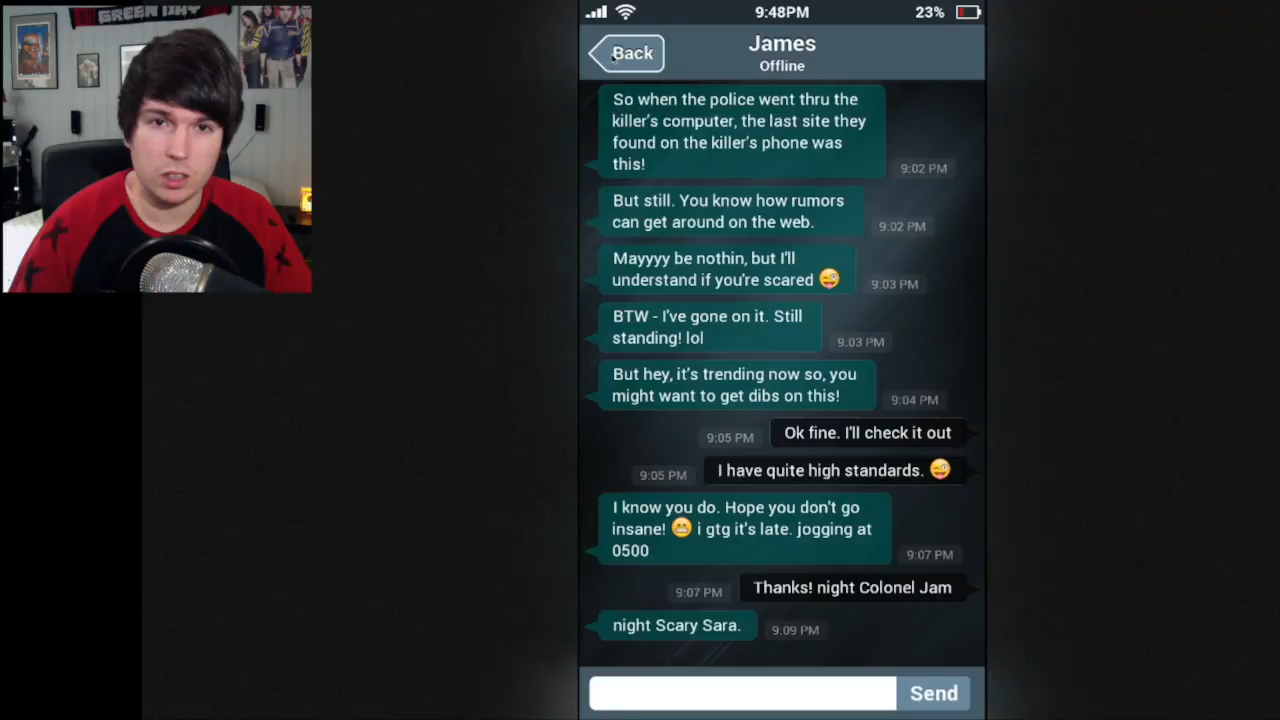 GREEN DAY
9:48PM
23%
Back
James
Offline
So when the police went thru the
killer's computer, the last site they
found on the killer's phone was
this!
9:02 PM
But still. You know how rumors
can get around on the web.
9:02 PM
Mayyyy be nothin, but I'll
understand if you're scared 😜
9:03 PM
BTW - I've gone on it. Still
standing! lol
9:03 PM
But hey, it's trending now so, you
might want to get dibs on this!
9:04 PM
9:05 PM
Ok fine. I'll check it out
9:05 PM
I have quite high standards. 😜
I know you do. Hope you don't go
insane! 😁 i gtg it's late. jogging at
0500
9:07 PM
9:07 PM
Thanks! night Colonel Jam
night Scary Sara.
9:09 PM
Send